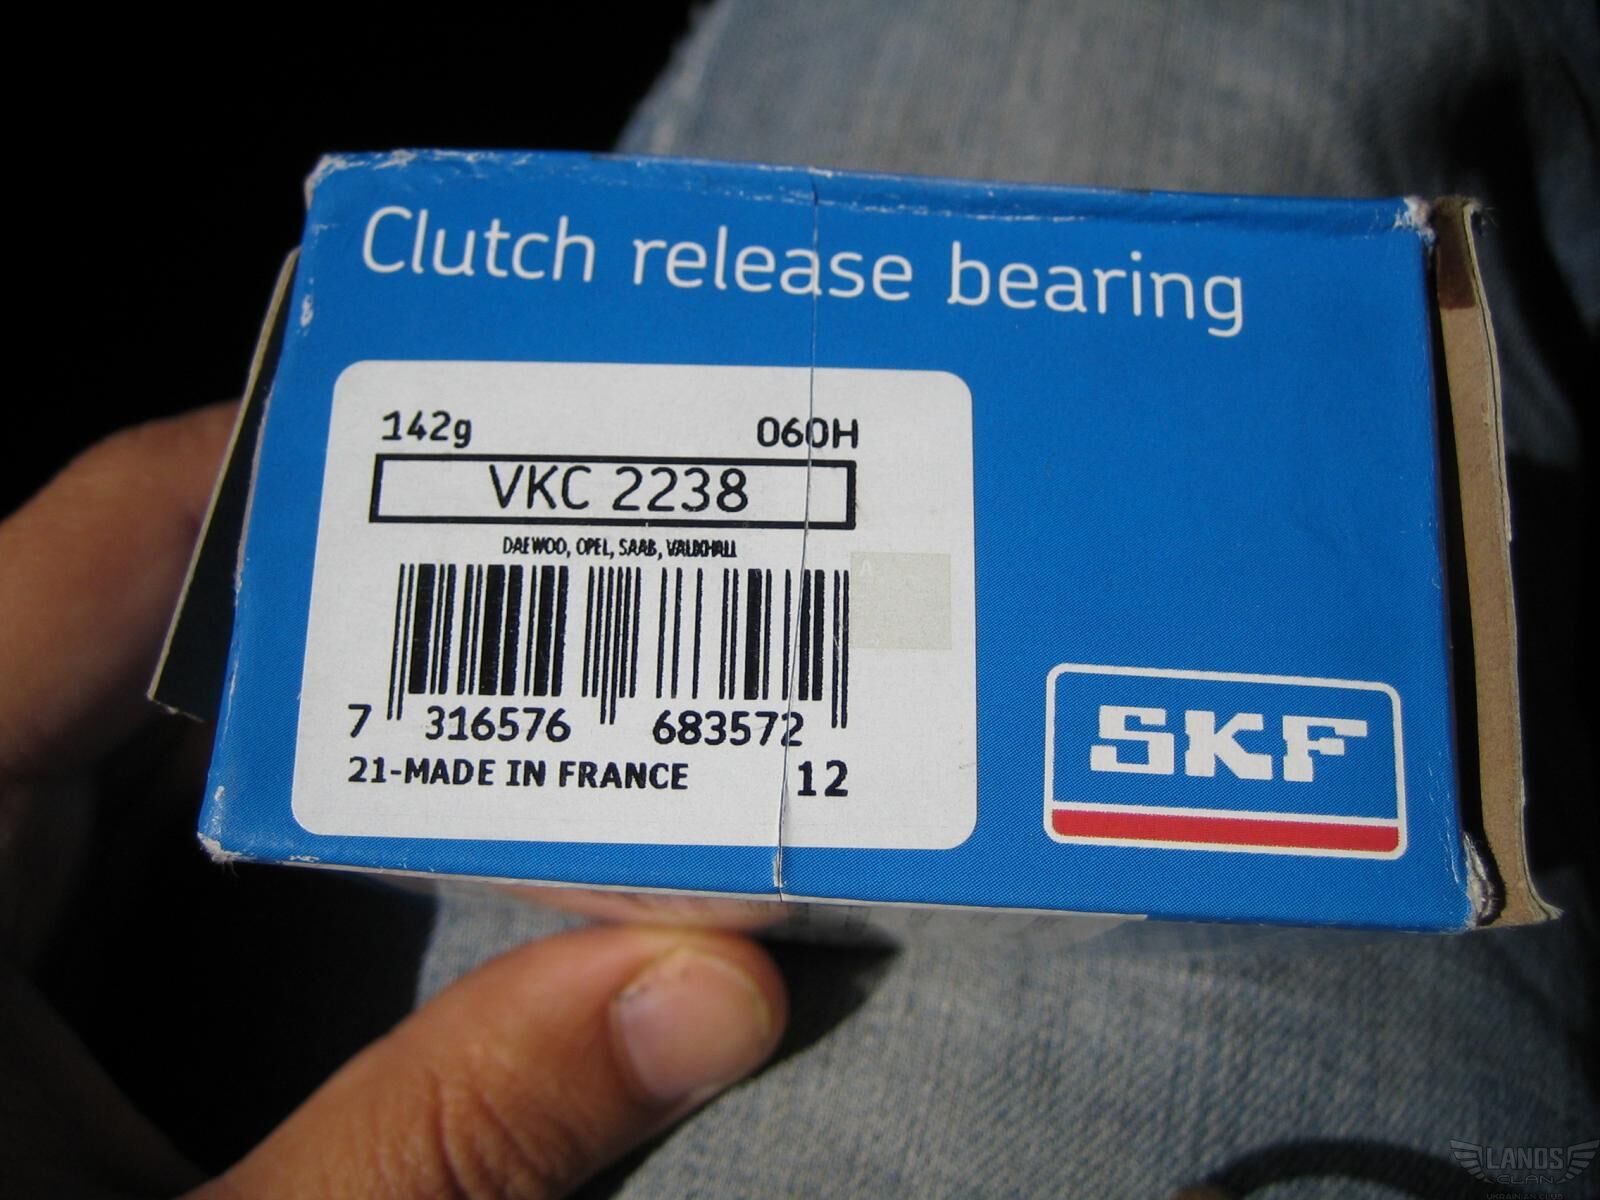 Clutch release bearing
142g 060H
VKC 2238
DAEWOO, OPEL, SAAB, VAUXHALL
7 316576 683572
21-MADE IN FRANCE 12
SKF
LANOS
CLAN